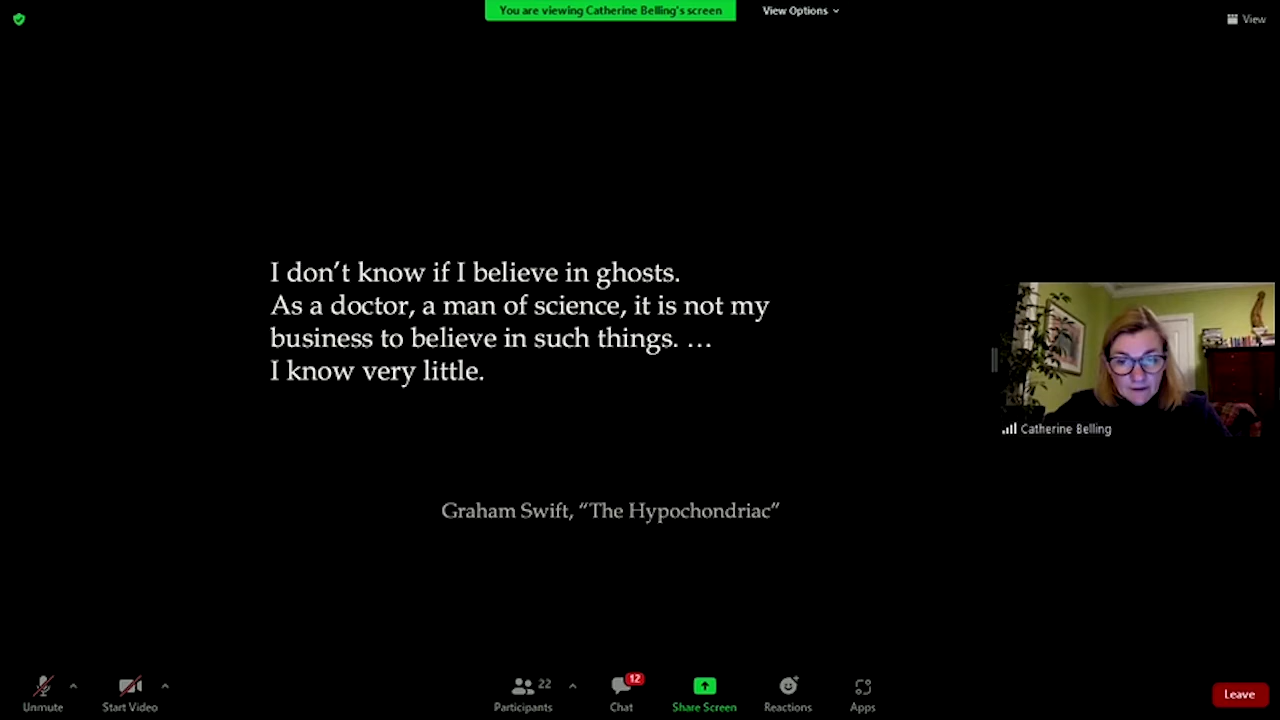 You are viewing Catherine Belling's screen
View Options
View
I don't know if I believe in ghosts.
As a doctor, a man of science, it is not my
business to believe in such things. …
I know very little.
Catherine Belling
Graham Swift, “The Hypochondriac”
Unmute
Start Video
22
Participants
12
Chat
Share Screen
Reactions
Apps
Leave